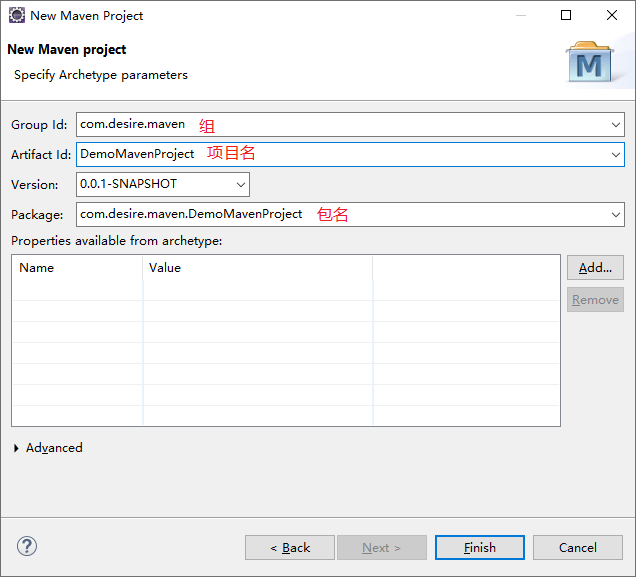 New Maven Project
New Maven project
Specify Archetype parameters
M
Group Id: com.desire.maven 组
Artifact Id: DemoMavenProject 项目名
Version: 0.0.1-SNAPSHOT
Package: com.desire.maven.DemoMavenProject 包名
Properties available from archetype:
Name Value
Add...
Remove
Advanced
? < Back Next > Finish Cancel